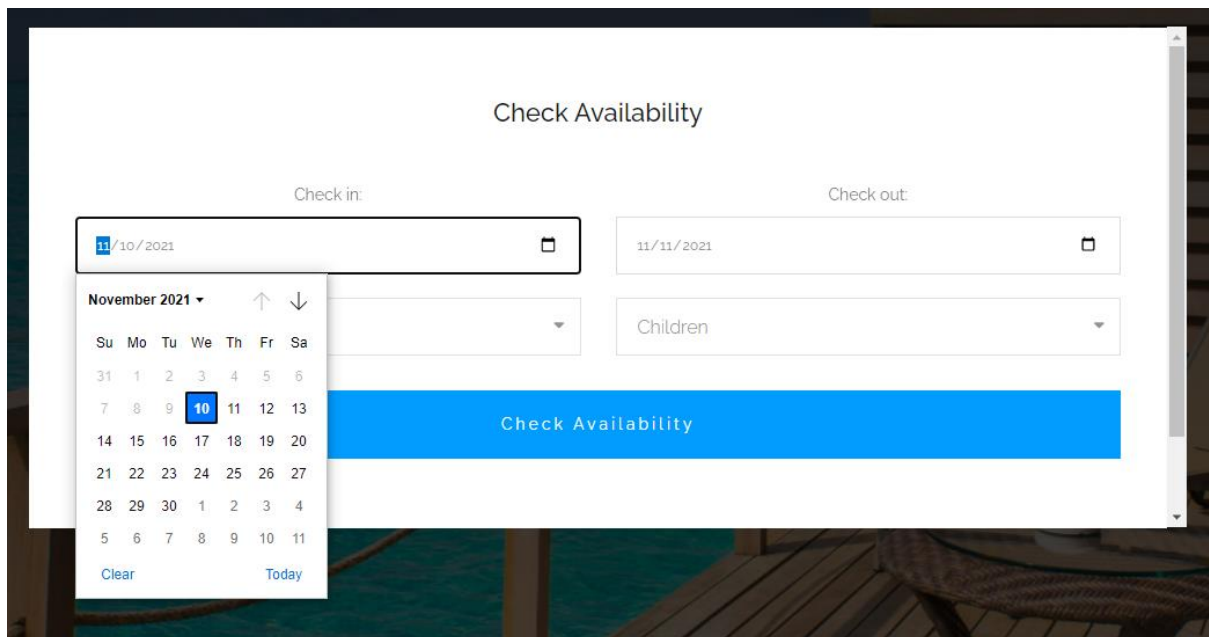 Check Availability
Check in:
Check out:
11/10/2021
11/11/2021
November 2021
Su Mo Tu We Th Fr Sa
31 1 2 3 4 5 6
7 8 9 10 11 12 13
14 15 16 17 18 19 20
21 22 23 24 25 26 27
28 29 30 1 2 3 4
5 6 7 8 9 10 11
Clear
Today
Children
Check Availability